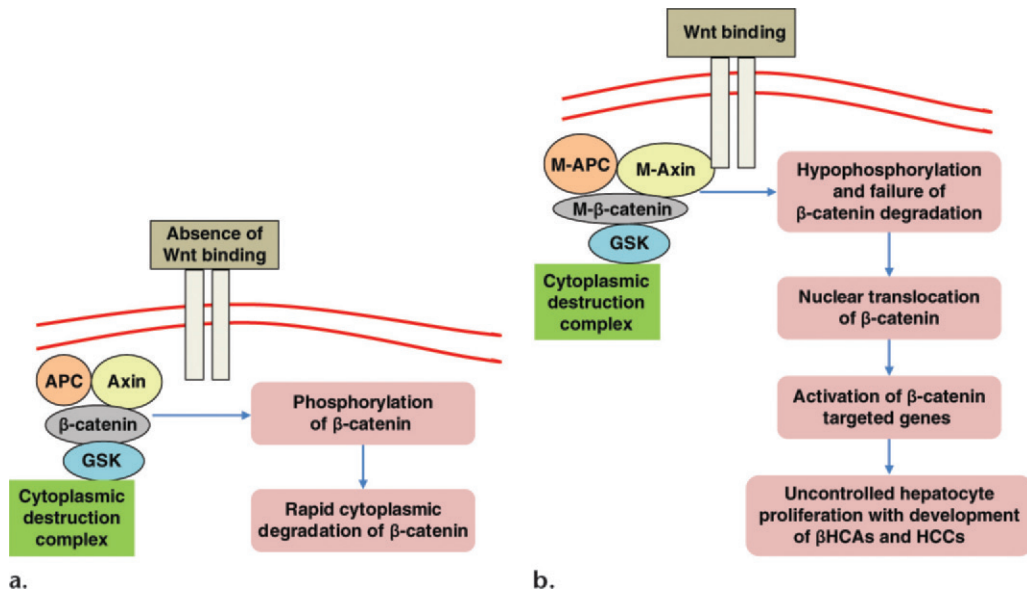 Absence of
Wnt binding
APC
Axin
β-catenin
GSK
Cytoplasmic
destruction
complex
Phosphorylation
of β-catenin
Rapid cytoplasmic
degradation of β-catenin
a.
Wnt binding
M-APC
M-Axin
M-β-catenin
GSK
Cytoplasmic
destruction
complex
Hypophosphorylation
and failure of
β-catenin degradation
Nuclear translocation
of β-catenin
Activation of β-catenin
targeted genes
Uncontrolled hepatocyte
proliferation with development
of βHCAs and HCCs
b.